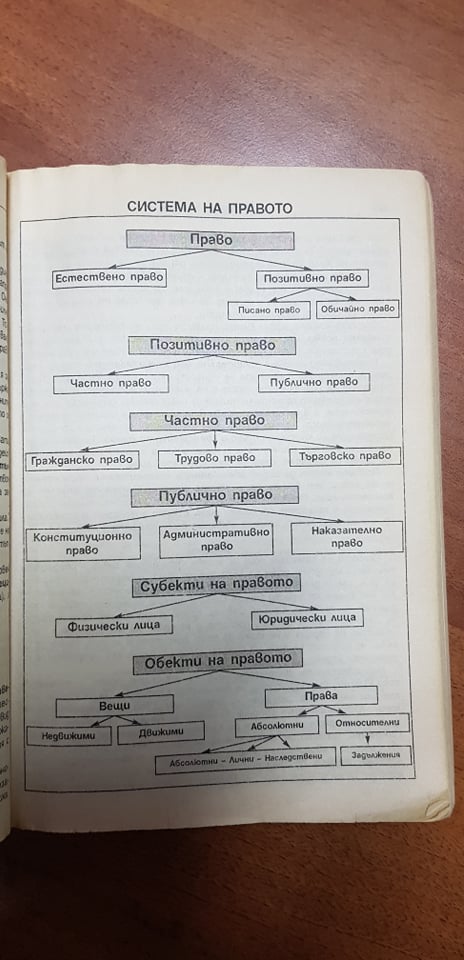 СИСТЕМА НА ПРАВОТО
Право
Естествено право
Позитивно право
Писано право
Обичайно право
Позитивно право
Частно право
Публично право
Частно право
Гражданско право
Трудово право
Търговско право
Публично право
Конституционно
право
Административно
право
Наказателно
право
Субекти на правото
Физически лица
Юридически лица
Обекти на правото
Вещи
Права
Недвижими
Движими
Абсолютни
Относителни
Абсолютни – Лични – Наследствени
Задължения